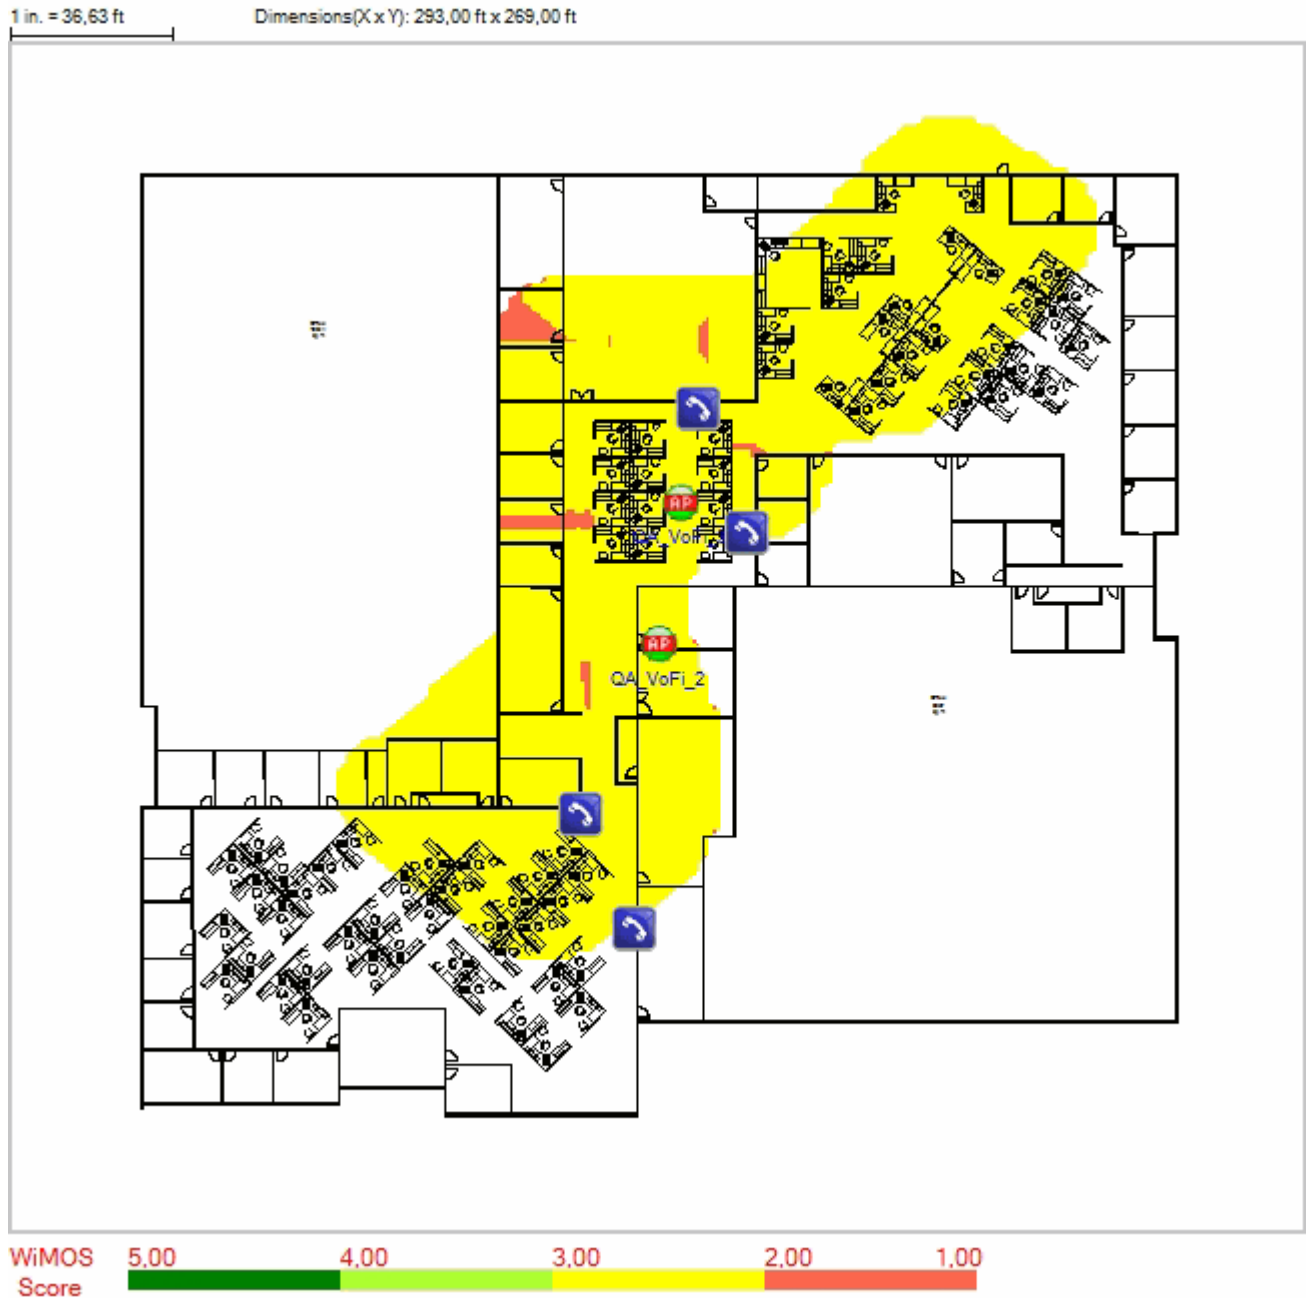 1 in. = 36,63 ft Dimensions(X x Y): 293,00 ft x 269,00 ft
AP
AP
QA_VoFi_2
WiMOS 5,00 4,00 3,00 2,00 1,00
Score